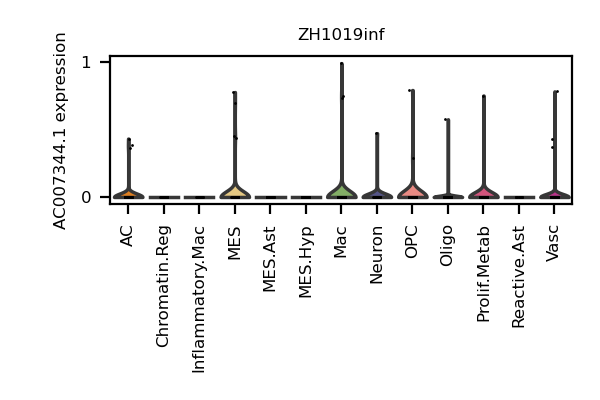 ZH1019inf
AC007344.1 expression
1
0
AC
Chromatin.Reg
Inflammatory.Mac
MES
MES.Ast
MES.Hyp
Mac
Neuron
OPC
Oligo
Prolif.Metab
Reactive.Ast
Vasc